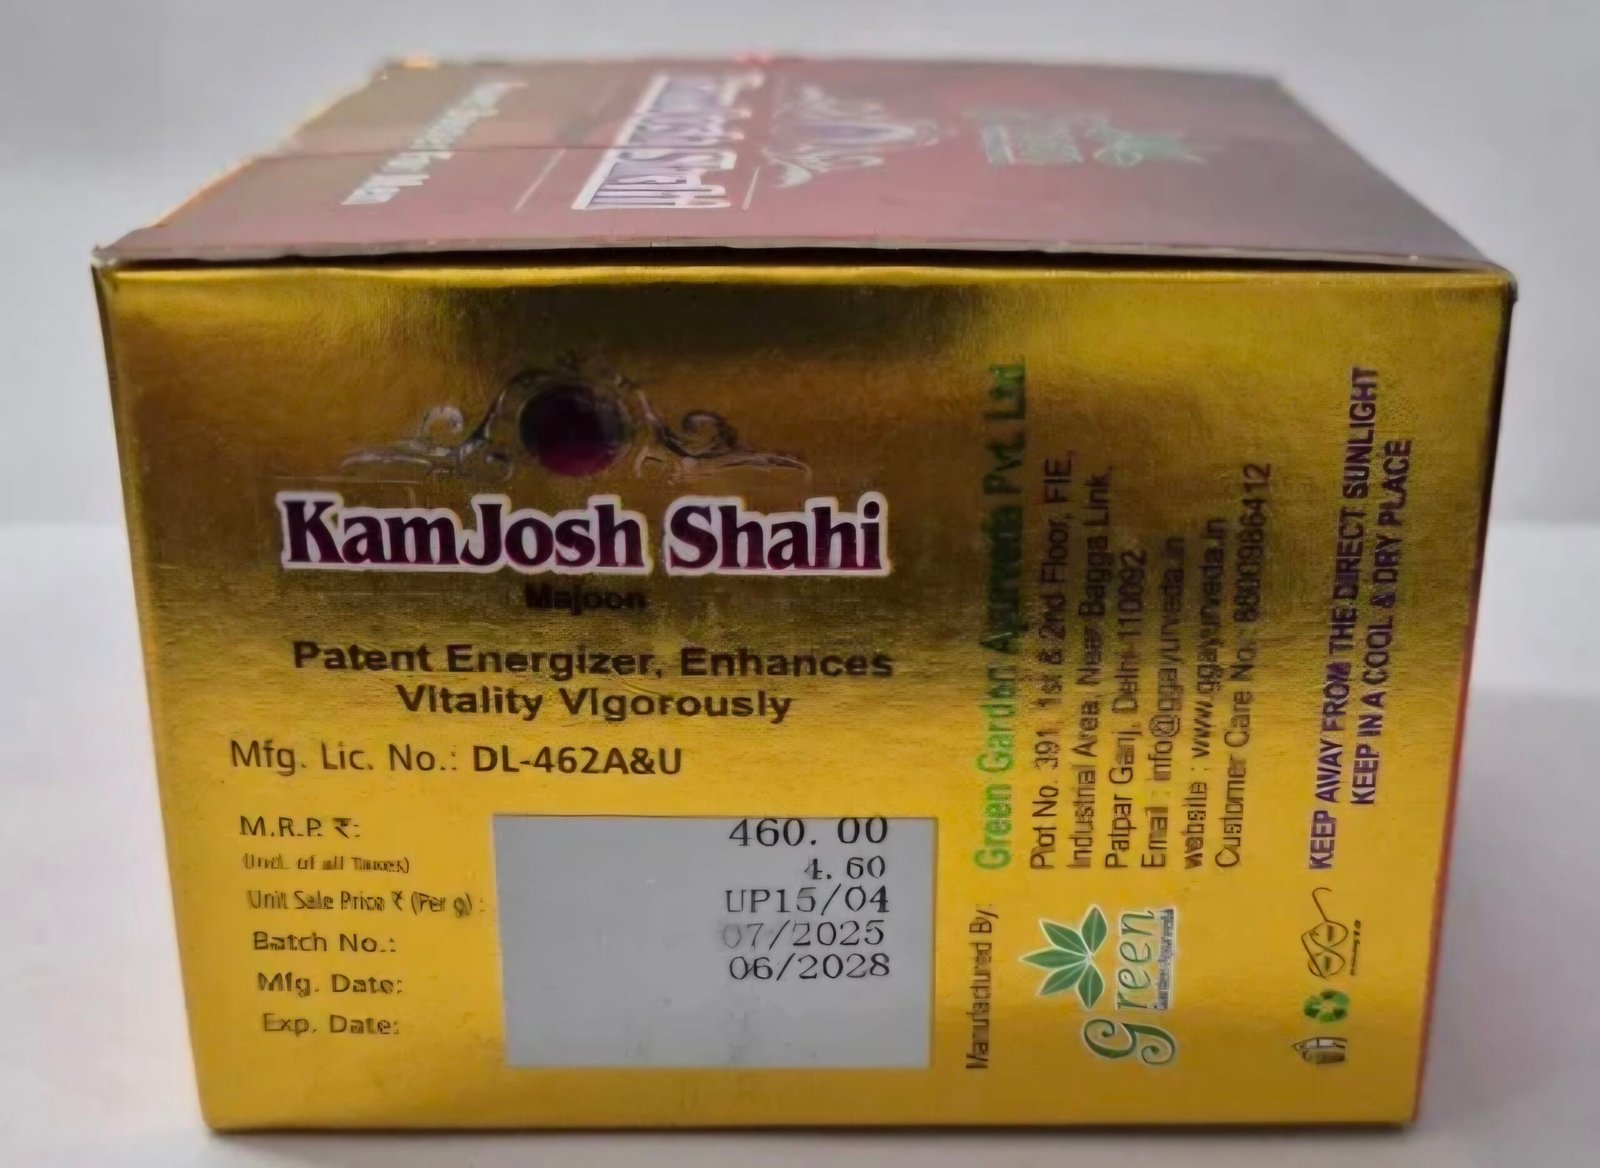 KamJosh Shahi
Majoon
Patent Energizer, Enhances
Vitality Vigorously
Mfg. Lic. No.: DL-462A&U
M.R.P. ₹:
(Incl. of all Taxes)
Unit Sale Price ₹ (Per g) :
Batch No.:
Mfg. Date:
Exp. Date:
460.00
4.60
UP15/04
07/2025
06/2028
Manufactured By:
Green
Green Garden Ayurveda Pvt. Ltd
Plot No. 391, 1st & 2nd Floor, FIE,
Industrial Area, Near Bagga Link,
Patpar Ganj, Delhi-110092
Email : info@ggayurveda.in
website : www.ggayurveda.in
Customer Care No.:
KEEP AWAY FROM THE DIRECT SUNLIGHT
KEEP IN A COOL & DRY PLACE